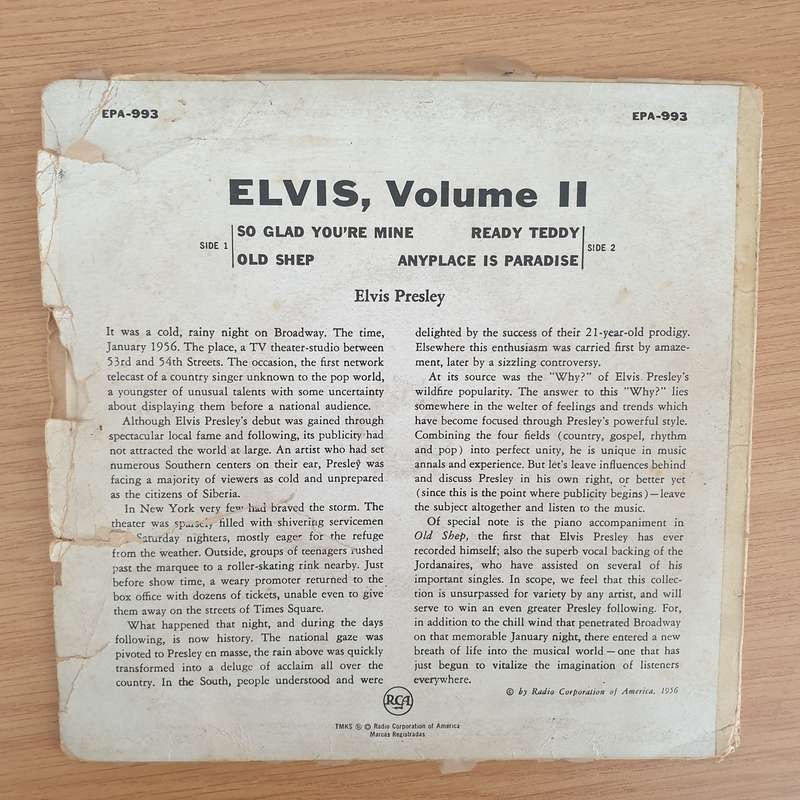 EPA-993
EPA-993
ELVIS, Volume II
SIDE 1
SO GLAD YOU'RE MINE
OLD SHEP
READY TEDDY
ANYPLACE IS PARADISE
SIDE 2
Elvis Presley
It was a cold, rainy night on Broadway. The time,
January 1956. The place, a TV theater-studio between
53rd and 54th Streets. The occasion, the first network
telecast of a country singer unknown to the pop world,
a youngster of unusual talents with some uncertainty
about displaying them before a national audience.
Although Elvis Presley's debut was gained through
spectacular local fame and following, its publicity had
not attracted the world at large. An artist who had set
numerous Southern centers on their ear, Presley was
facing a majority of viewers as cold and unprepared
as the citizens of Siberia.
In New York very few had braved the storm. The
theater was sparsely filled with shivering servicemen
Saturday nighters, mostly eager for the refuge
from the weather. Outside, groups of teenagers rushed
past the marquee to a roller-skating rink nearby. Just
before show time, a weary promoter returned to the
box office with dozens of tickets, unable even to give
them away on the streets of Times Square.
What happened that night, and during the days
following, is now history. The national gaze was
pivoted to Presley en masse, the rain above was quickly
transformed into a deluge of acclaim all over the
country. In the South, people understood and were
delighted by the success of their 21-year-old prodigy.
Elsewhere this enthusiasm was carried first by amaze-
ment, later by a sizzling controversy.
At its source was the "Why?" of Elvis Presley's
wildfire popularity. The answer to this "Why?" lies
somewhere in the welter of feelings and trends which
have become focused through Presley's powerful style.
Combining the four fields (country, gospel, rhythm
and pop) into perfect unity, he is unique in music
annals and experience. But let's leave influences behind
and discuss Presley in his own right, or better yet
(since this is the point where publicity begins)—leave
the subject altogether and listen to the music.
Of special note is the piano accompaniment in
Old Shep, the first that Elvis Presley has ever
recorded himself; also the superb vocal backing of the
Jordanaires, who have assisted on several of his
important singles. In scope, we feel that this collec-
tion is unsurpassed for variety by any artist, and will
serve to win an even greater Presley following. For,
in addition to the chill wind that penetrated Broadway
on that memorable January night, there entered a new
breath of life into the musical world—one that has
just begun to vitalize the imagination of listeners
everywhere.
© by Radio Corporation of America, 1956
RCA
TMKS ® © Radio Corporation of America
Marcas Registradas